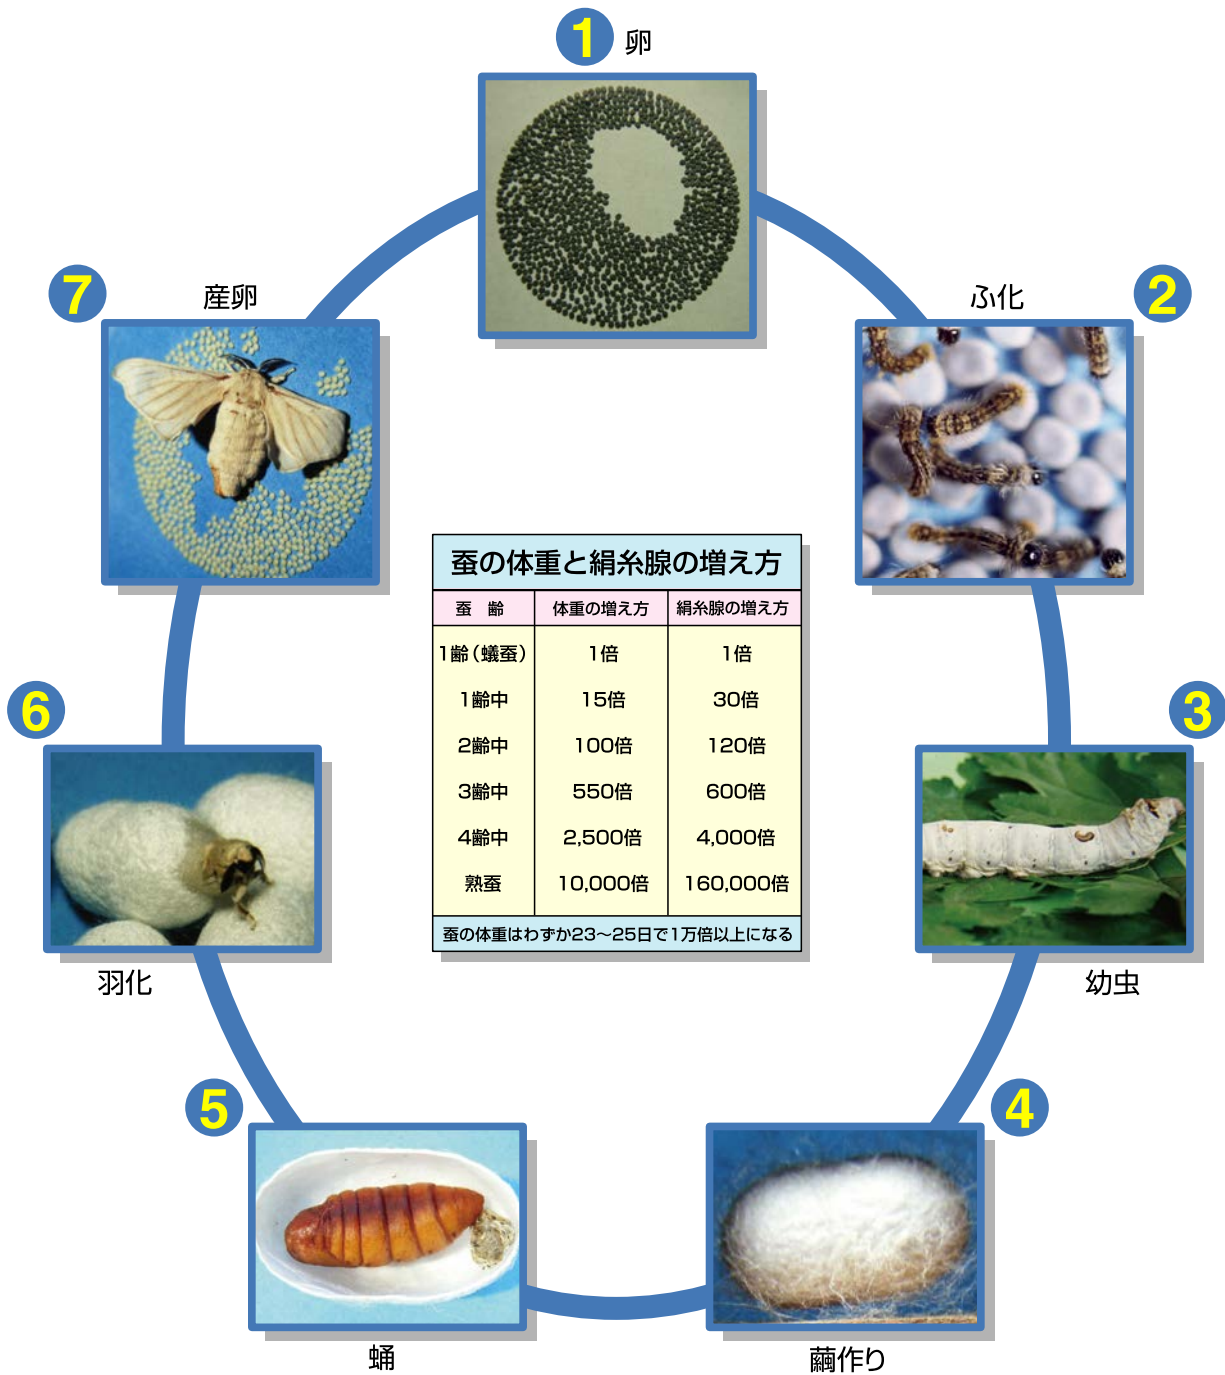 1 卵
2 ふ化
3 幼虫
4 繭作り
5 蛹
6 羽化
7 産卵
蚕の体重と絹糸腺の増え方
蚕 齢 体重の増え方 絹糸腺の増え方
1齢（蟻蚕） 1倍 1倍
1齢中 15倍 30倍
2齢中 100倍 120倍
3齢中 550倍 600倍
4齢中 2,500倍 4,000倍
熟蚕 10,000倍 160,000倍
蚕の体重はわずか23～25日で1万倍以上になる